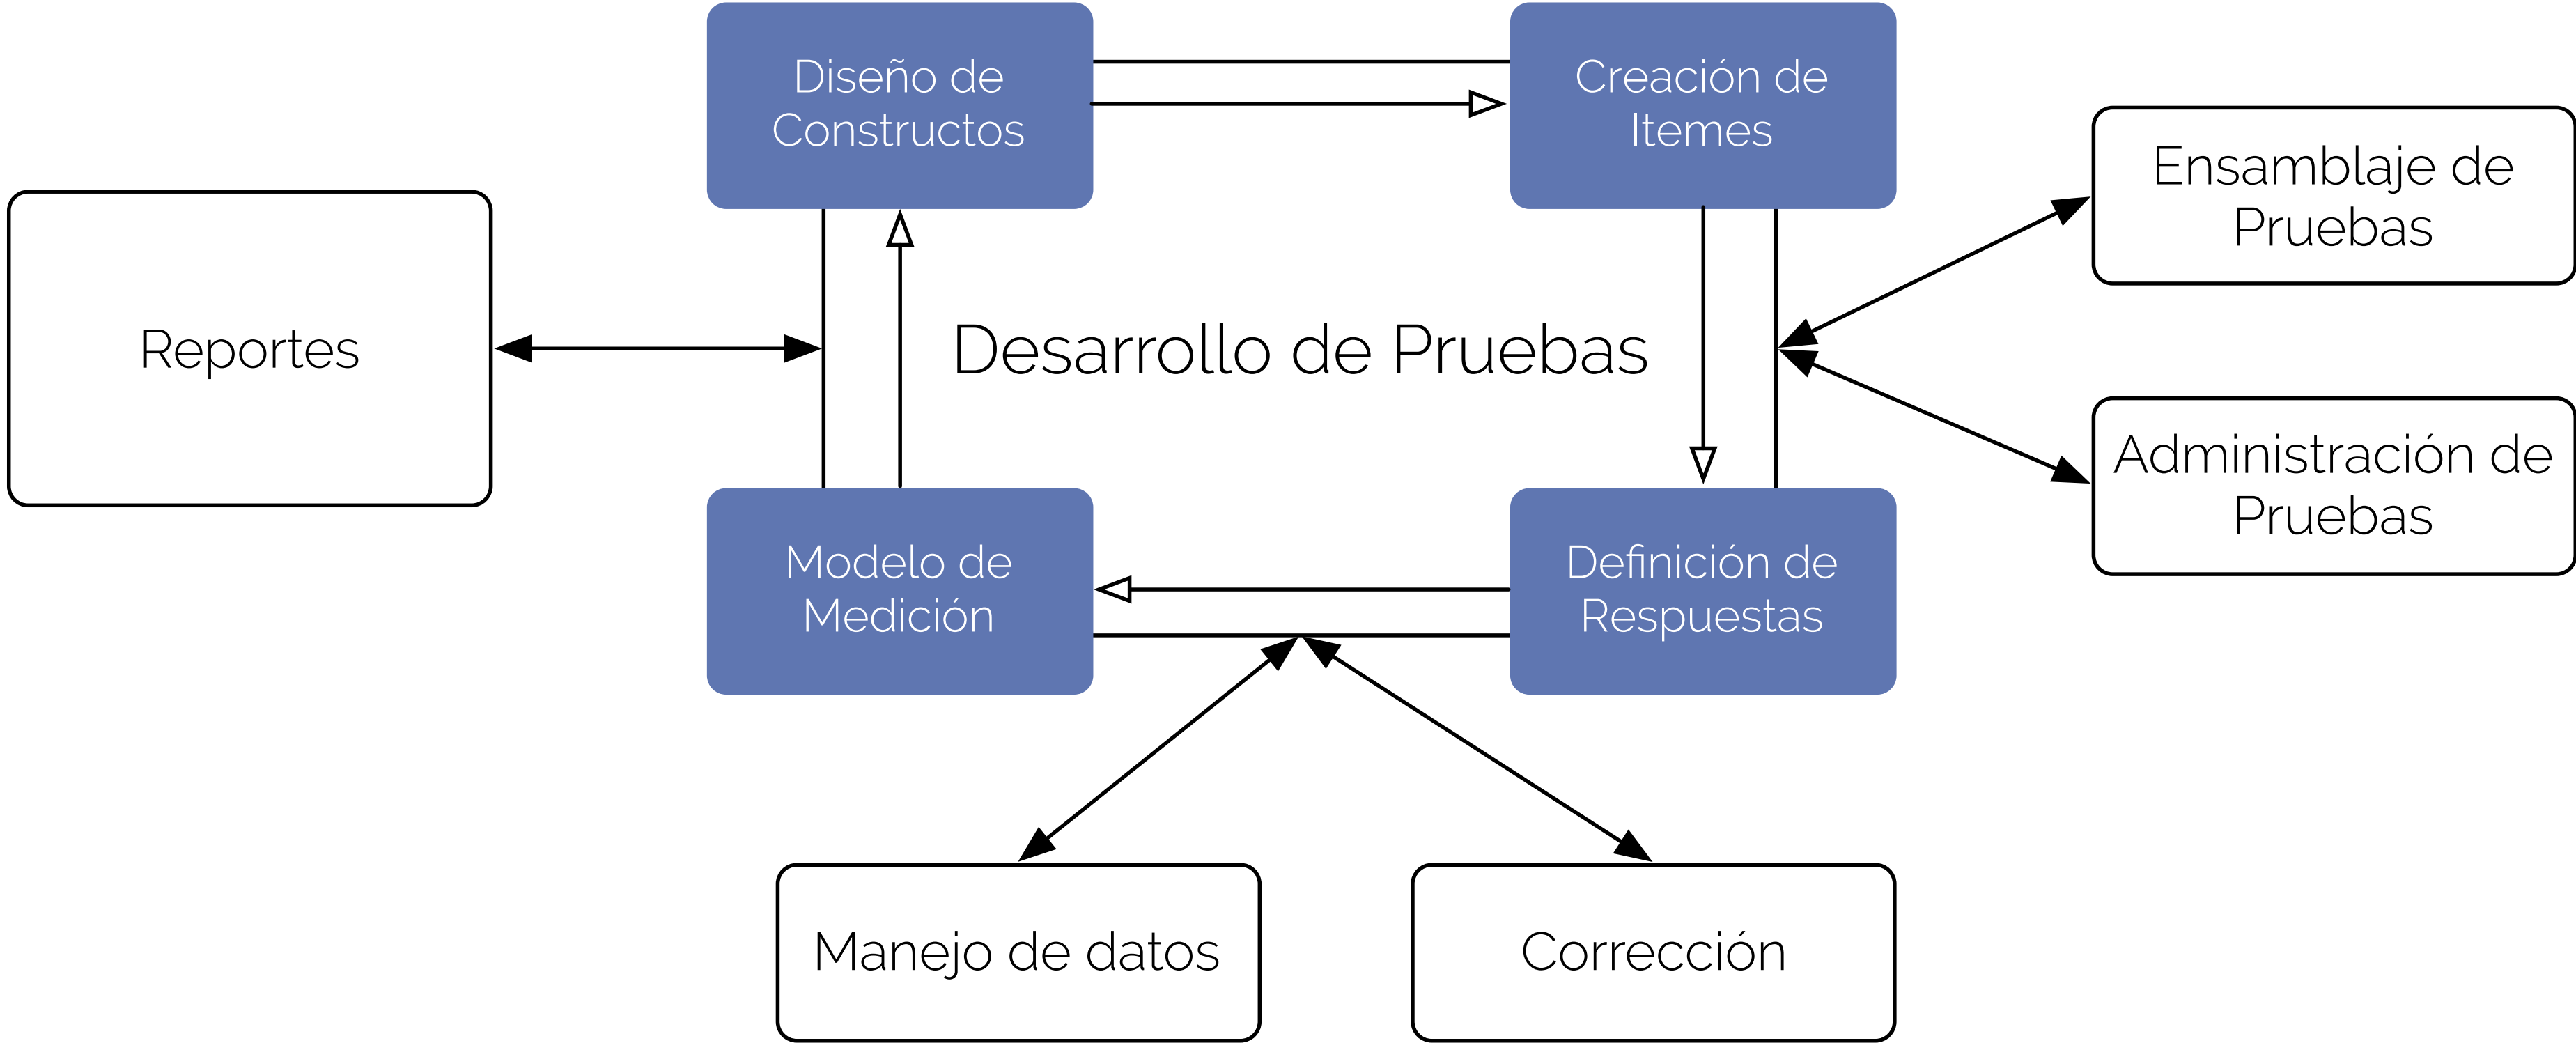 Diseño de
Constructos
Creación de
Itemes
Ensamblaje de
Pruebas
Reportes
Desarrollo de Pruebas
Administración de
Pruebas
Modelo de
Medición
Definición de
Respuestas
Manejo de datos
Corrección